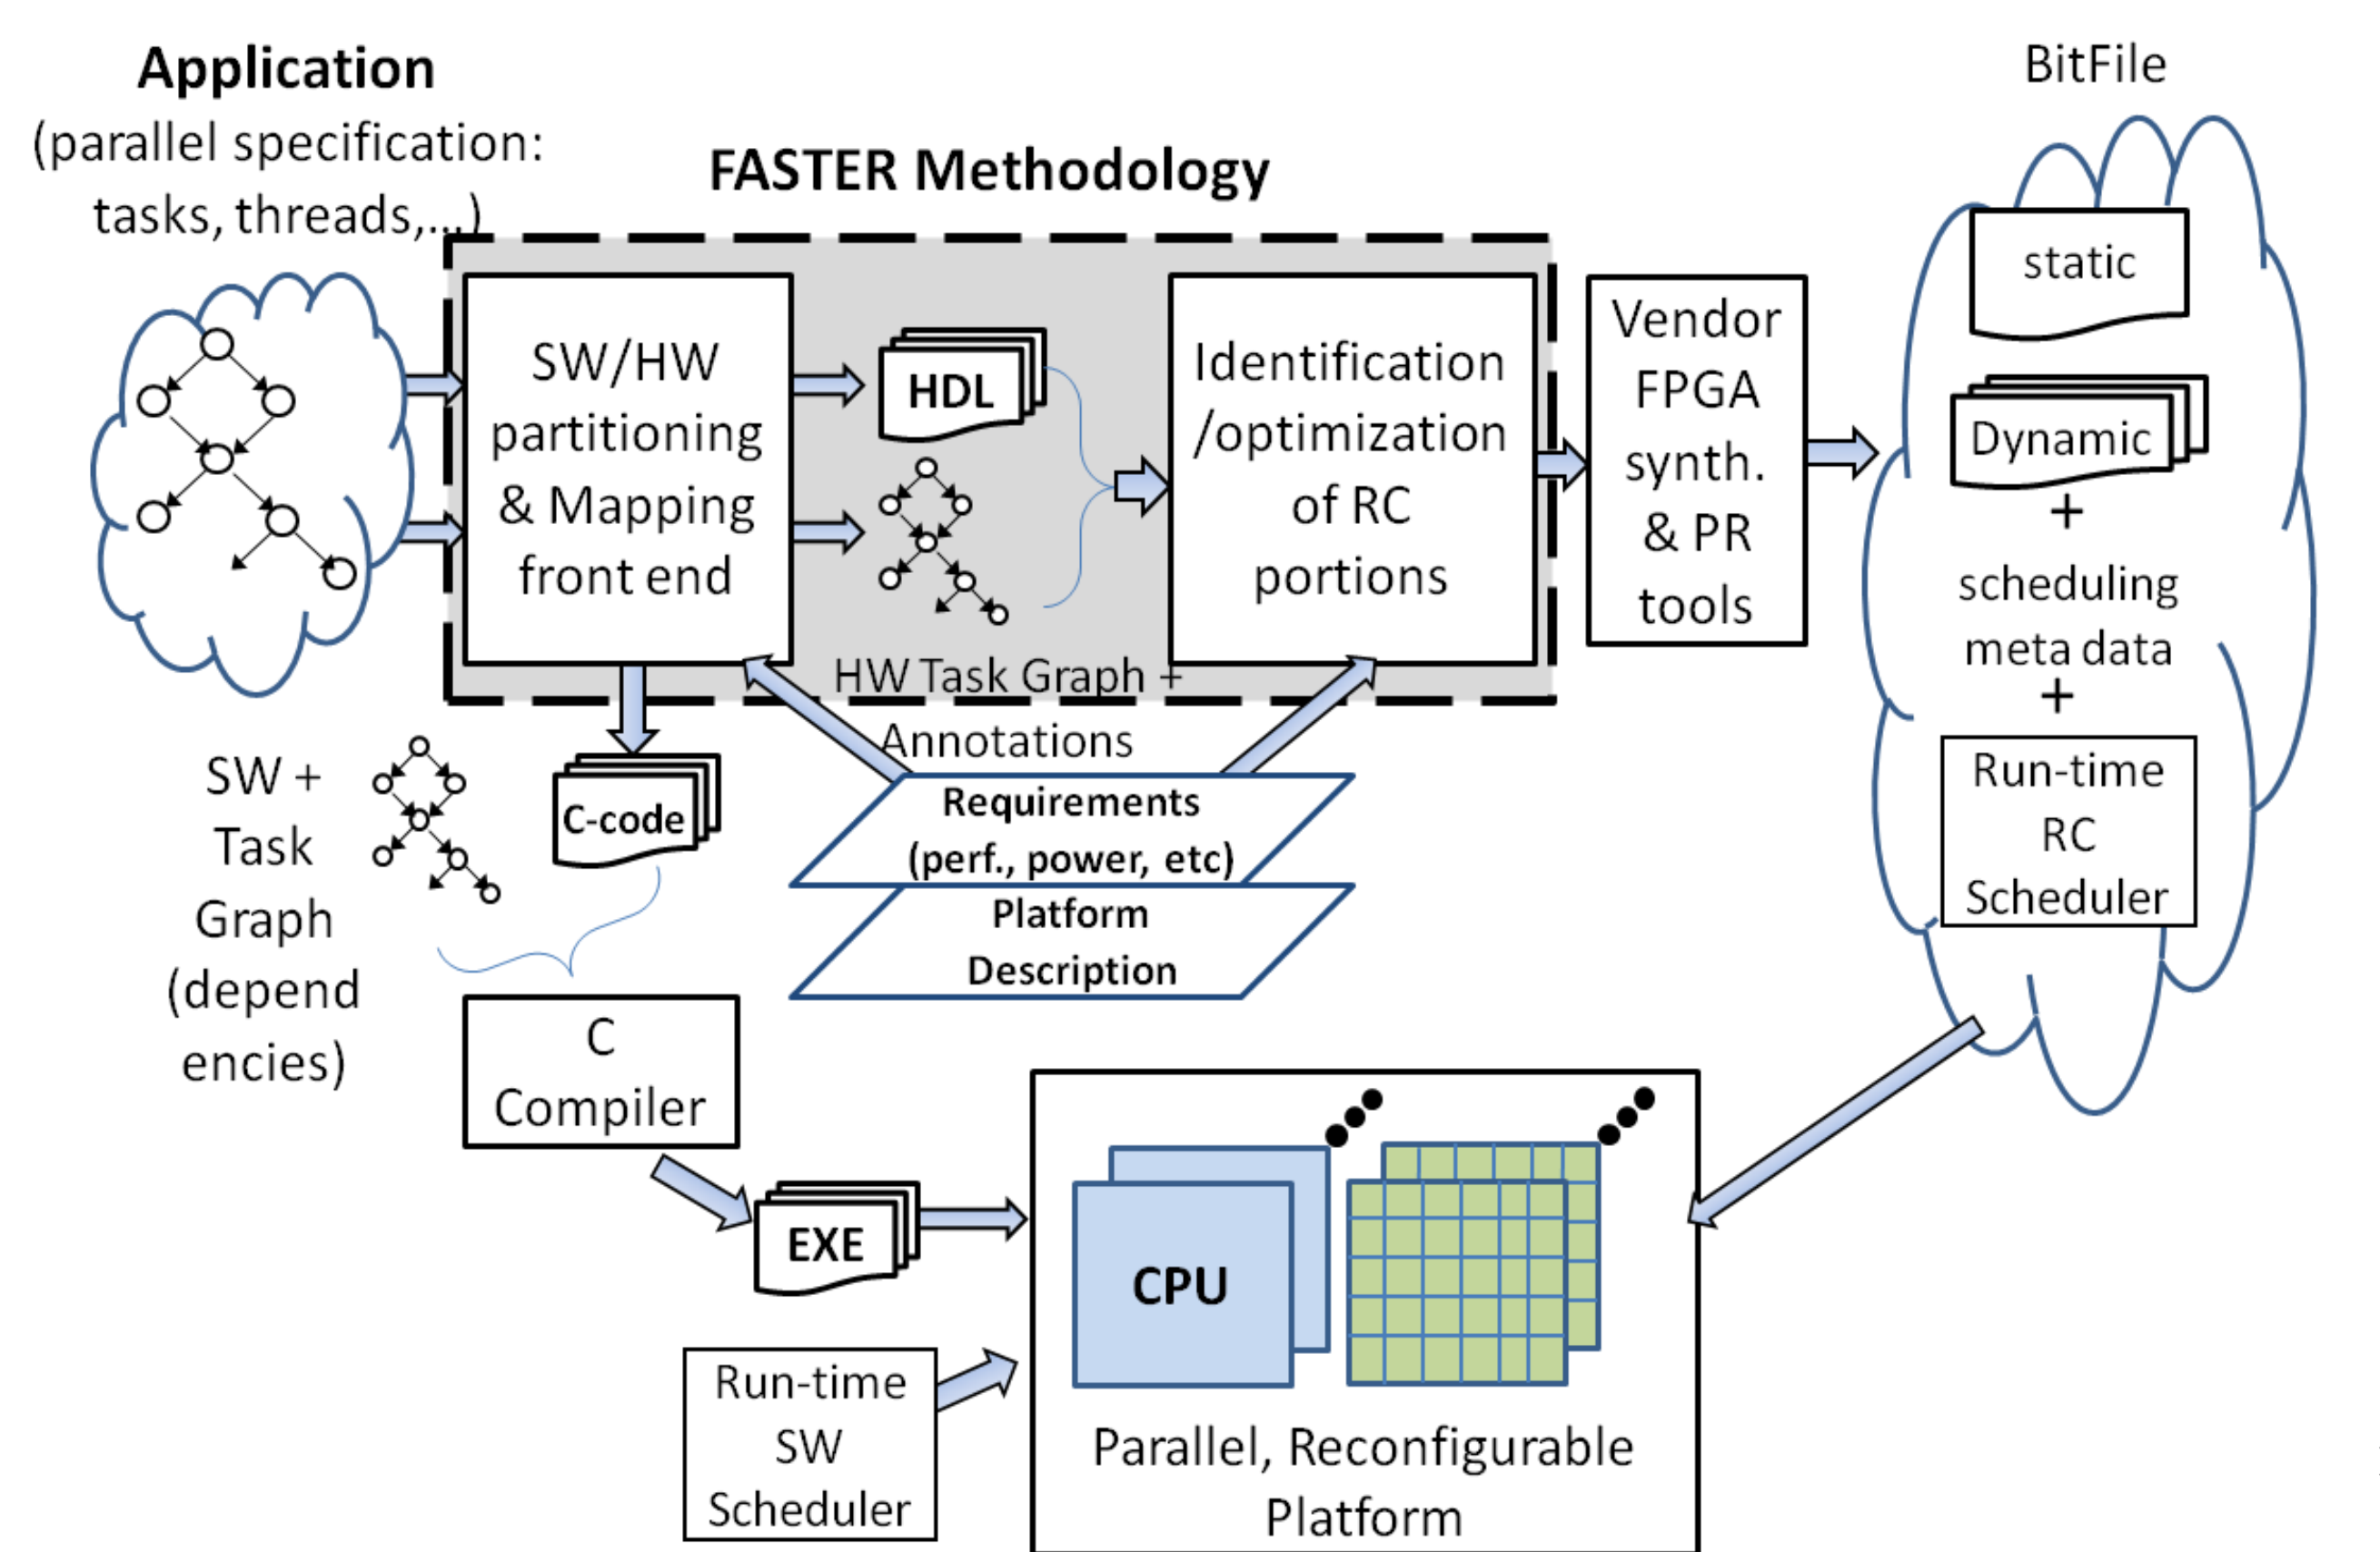 Application
(parallel specification:
tasks, threads,...)
FASTER Methodology
SW/HW
partitioning
& Mapping
front end
HDL
HW Task Graph +
Annotations
Identification
/optimization
of RC
portions
Vendor
FPGA
synth.
& PR
tools
BitFile
static
Dynamic
+
scheduling
meta data
+
Run-time
RC
Scheduler
SW +
Task
Graph
(depend
encies)
C-code
Requirements
(perf., power, etc)
Platform
Description
C
Compiler
EXE
Run-time
SW
Scheduler
CPU
Parallel, Reconfigurable
Platform